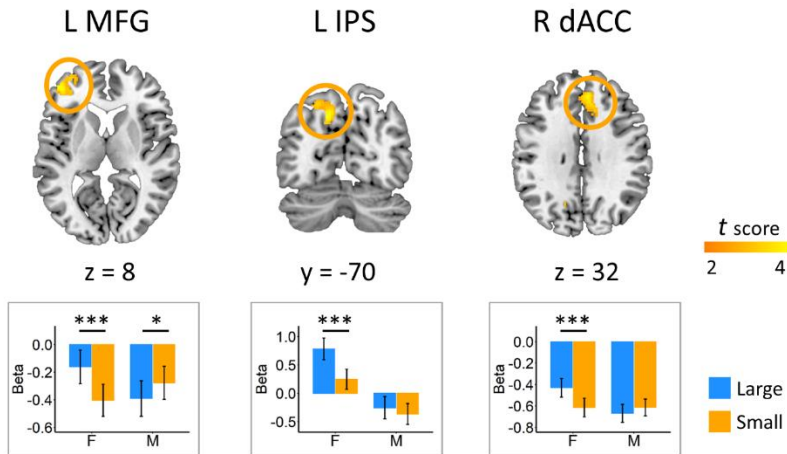 L MFG
L IPS
R dACC
t score
2 4
z = 8
y = -70
z = 32
*** *
0.0
-0.2
-0.4
-0.6
Beta
F M
***
1.0
0.5
0.0
-0.5
Beta
F M
***
0.0
-0.2
-0.4
-0.6
-0.8
Beta
F M
Large
Small